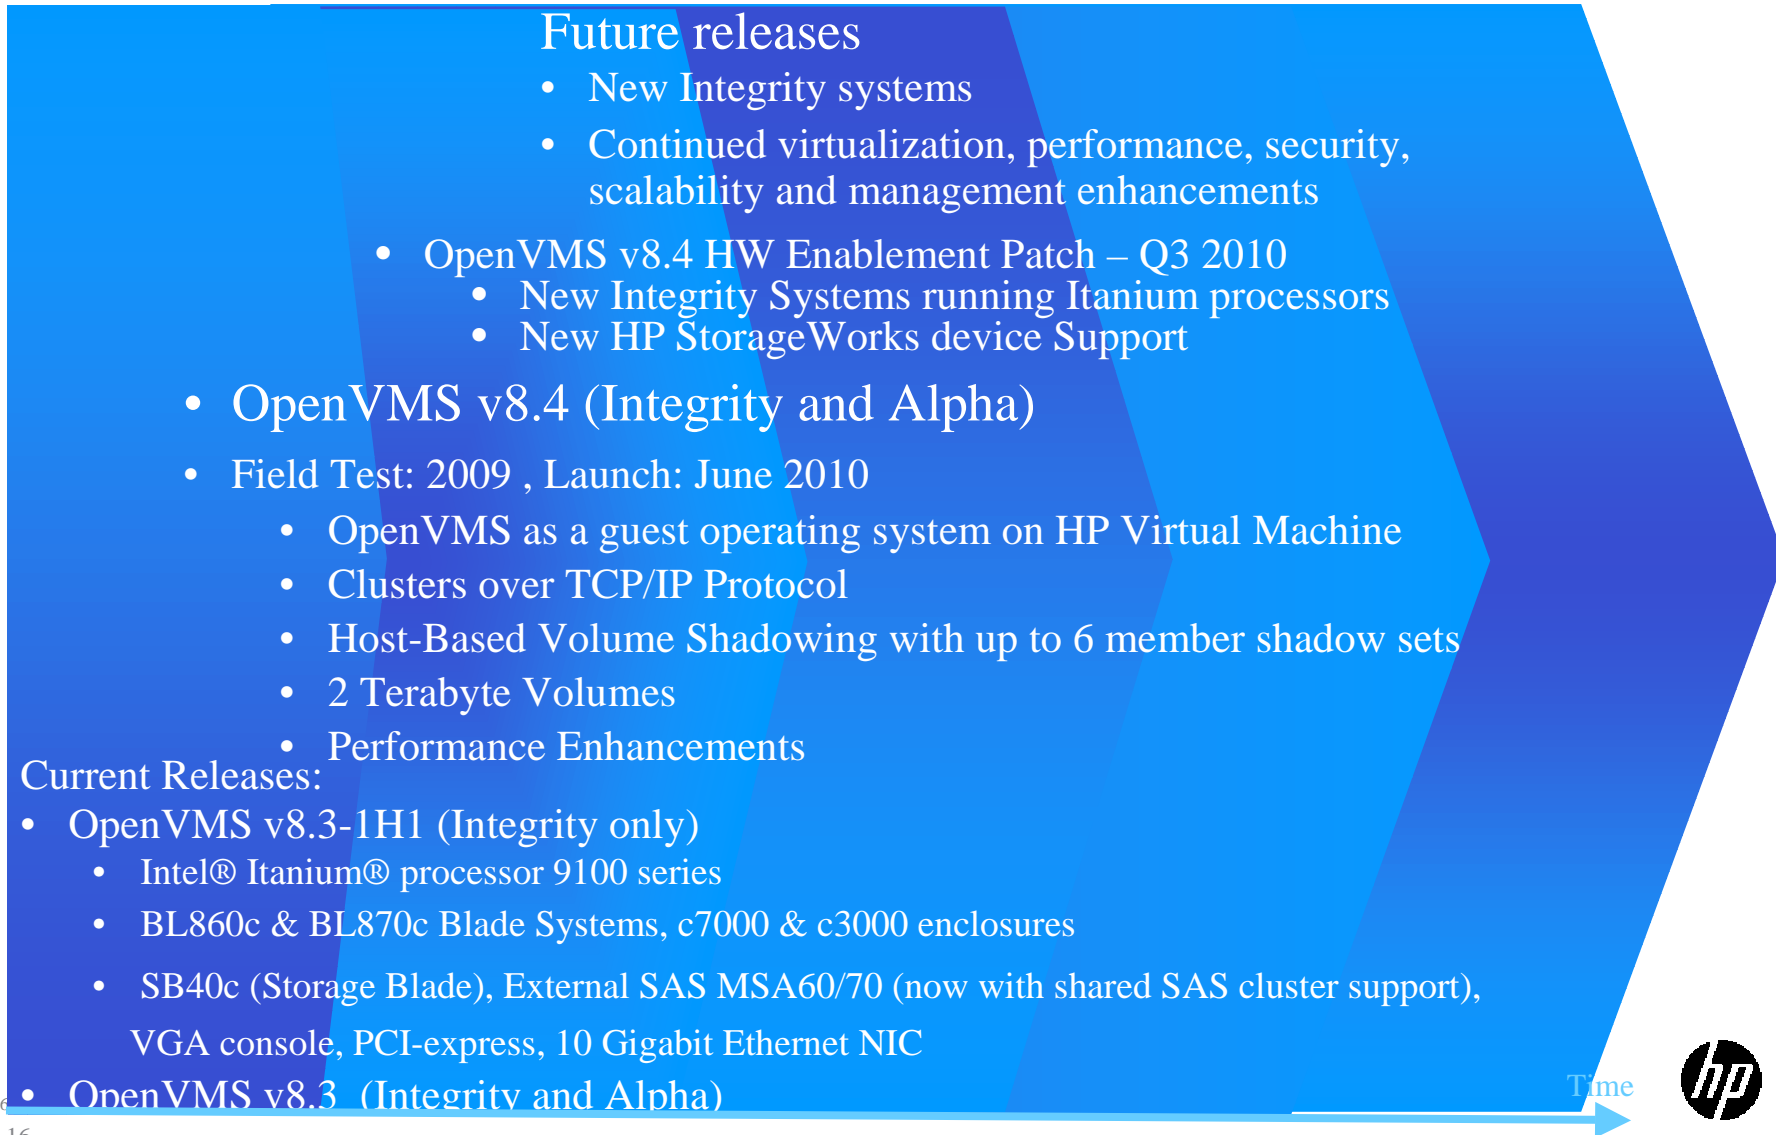 Future releases
• New Integrity systems
• Continued virtualization, performance, security,
scalability and management enhancements
• OpenVMS v8.4 HW Enablement Patch – Q3 2010
• New Integrity Systems running Itanium processors
• New HP StorageWorks device Support
• OpenVMS v8.4 (Integrity and Alpha)
• Field Test: 2009 , Launch: June 2010
• OpenVMS as a guest operating system on HP Virtual Machine
• Clusters over TCP/IP Protocol
• Host-Based Volume Shadowing with up to 6 member shadow sets
• 2 Terabyte Volumes
• Performance Enhancements
Current Releases:
• OpenVMS v8.3-1H1 (Integrity only)
• Intel® Itanium® processor 9100 series
• BL860c & BL870c Blade Systems, c7000 & c3000 enclosures
• SB40c (Storage Blade), External SAS MSA60/70 (now with shared SAS cluster support),
VGA console, PCI-express, 10 Gigabit Ethernet NIC
• OpenVMS v8.3 (Integrity and Alpha)
Time
hp
16